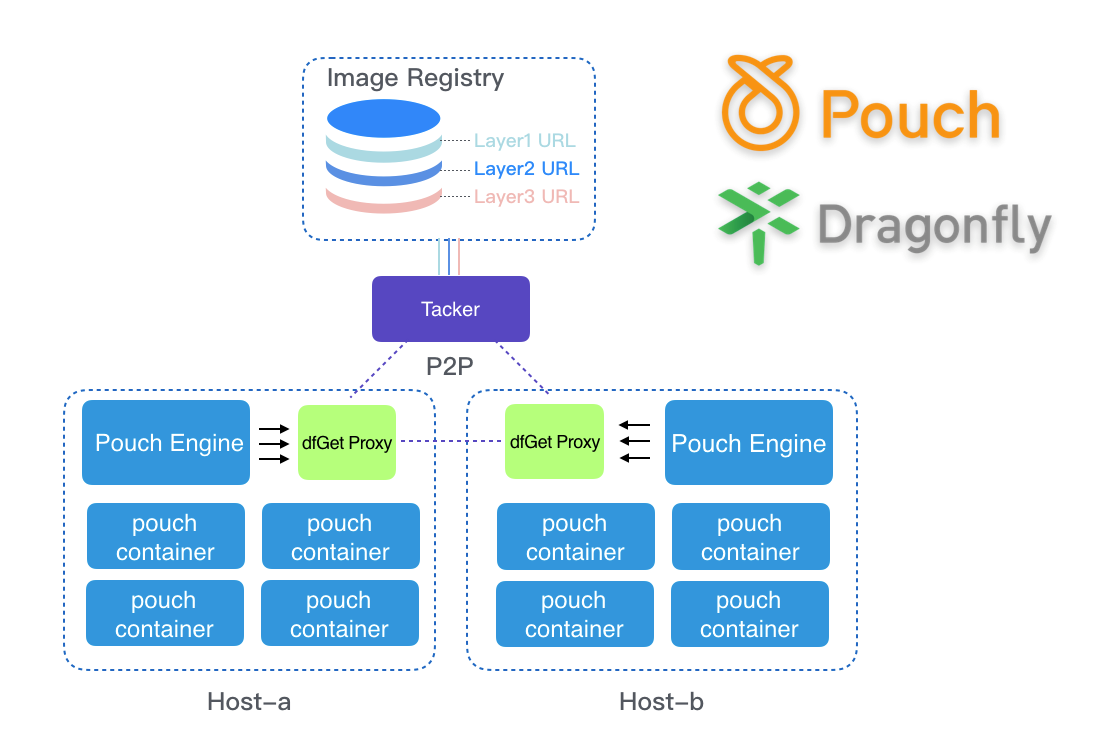 Image Registry
Layer1 URL
Layer2 URL
Layer3 URL
Pouch
Dragonfly
Tacker
P2P
Pouch Engine
dfGet Proxy
dfGet Proxy
Pouch Engine
pouch
container
pouch
container
pouch
container
pouch
container
pouch
container
pouch
container
pouch
container
pouch
container
Host-a
Host-b